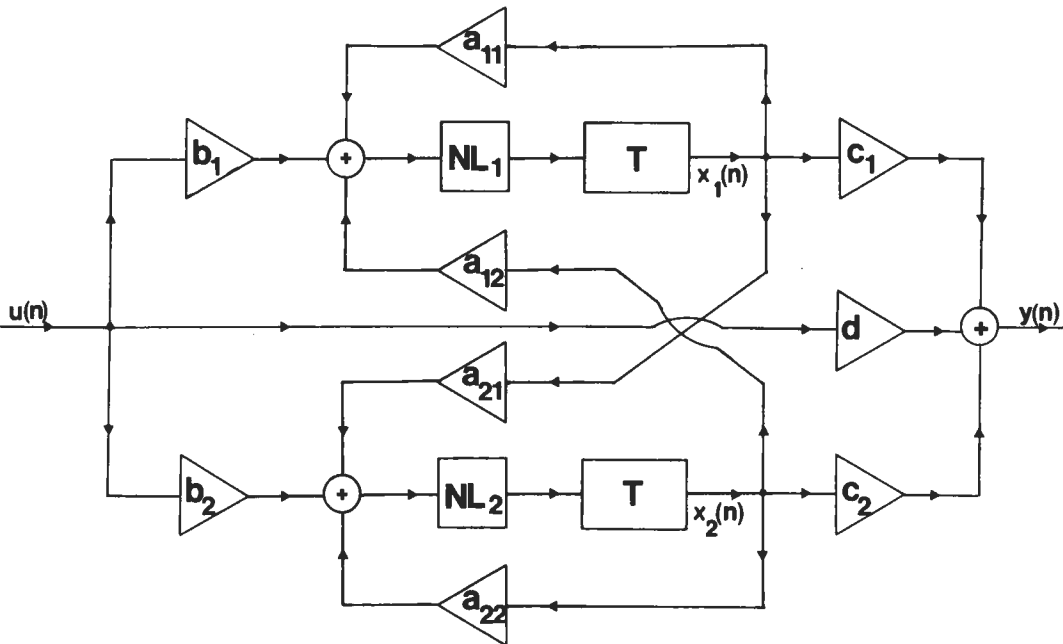 a11
b1
+
NL1
T
x1(n)
c1
a12
u(n)
d
+
y(n)
a21
b2
+
NL2
T
x2(n)
c2
a22